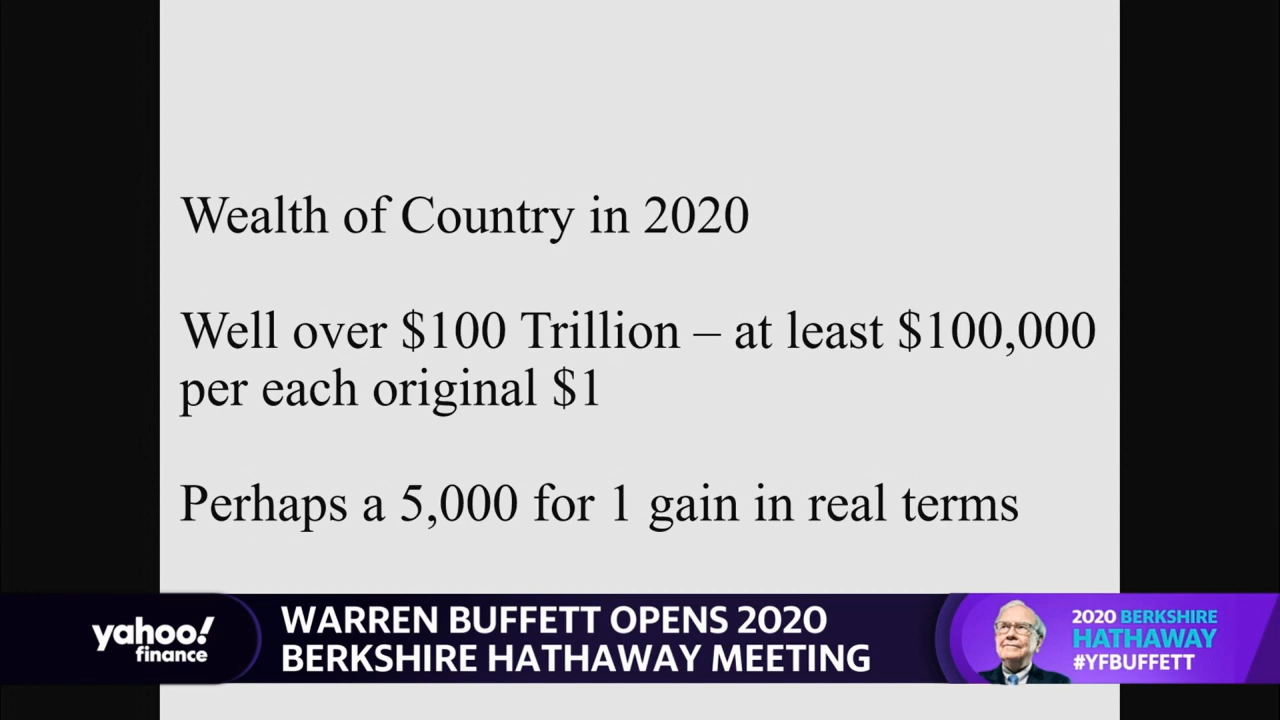 Wealth of Country in 2020
Well over $100 Trillion – at least $100,000
per each original $1
Perhaps a 5,000 for 1 gain in real terms
yahoo!
finance
WARREN BUFFETT OPENS 2020
BERKSHIRE HATHAWAY MEETING
2020 BERKSHIRE
HATHAWAY
#YFBUFFETT